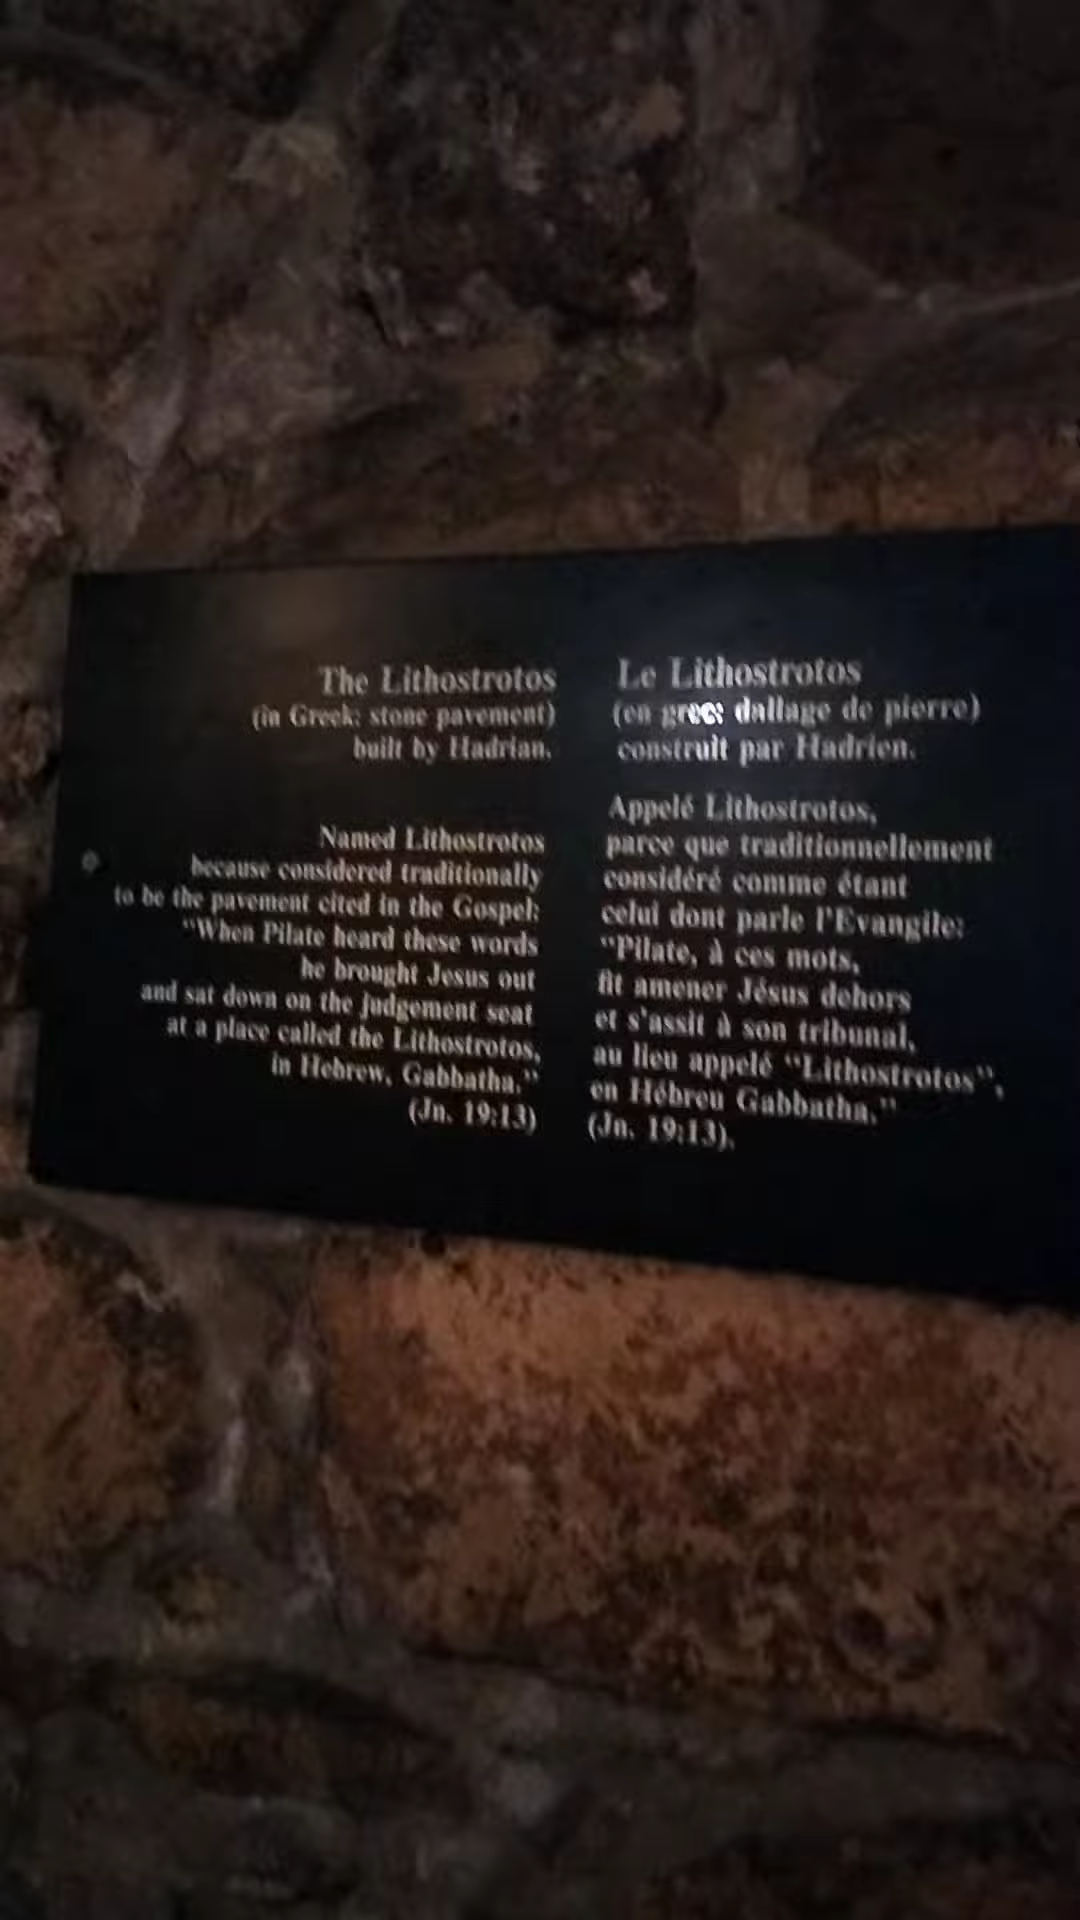 The Lithostrotos
(in Greek: stone pavement)
built by Hadrian.
Named Lithostrotos
because considered traditionally
to be the pavement cited in the Gospel:
“When Pilate heard these words
he brought Jesus out
and sat down on the judgement seat
at a place called the Lithostrotos,
in Hebrew, Gabbatha.”
(Jn. 19:13)
Le Lithostrotos
(en grec: dallage de pierre)
construit par Hadrien.
Appelé Lithostrotos,
parce que traditionnellement
considéré comme étant
celui dont parle l'Evangile:
“Pilate, à ces mots,
fit amener Jésus dehors
et s'assit à son tribunal,
au lieu appelé “Lithostrotos”,
en Hébreu Gabbatha.”
(Jn. 19:13).